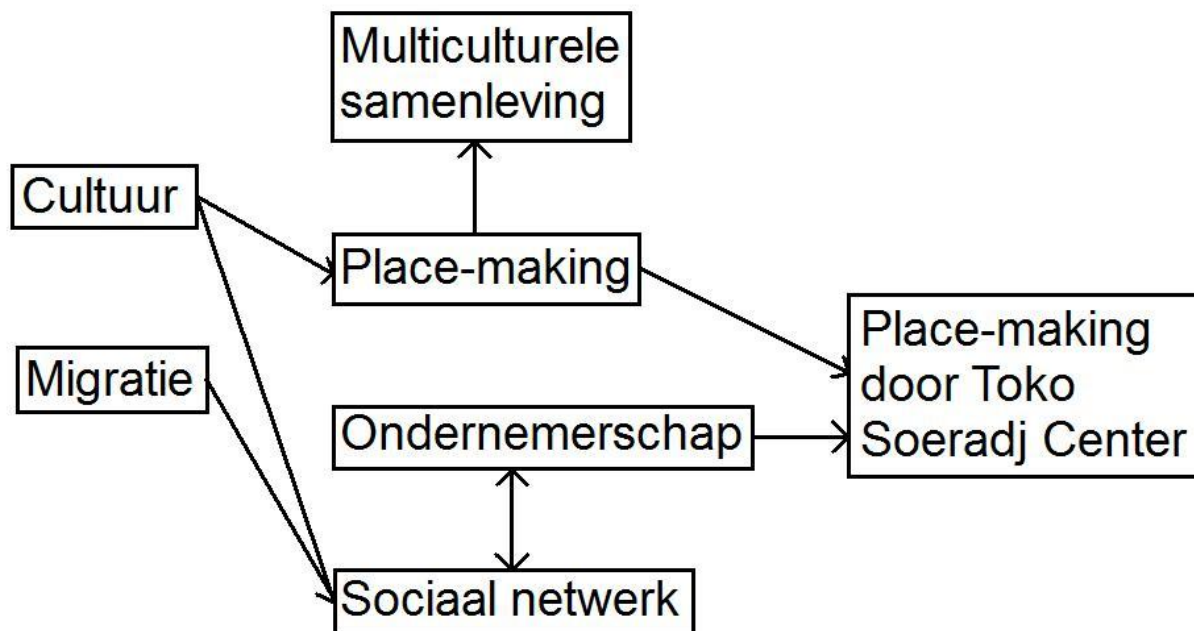 Multiculturele
samenleving
Cultuur
Place-making
Migratie
Place-making
door Toko
Soeradj Center
Ondernemerschap
Sociaal netwerk